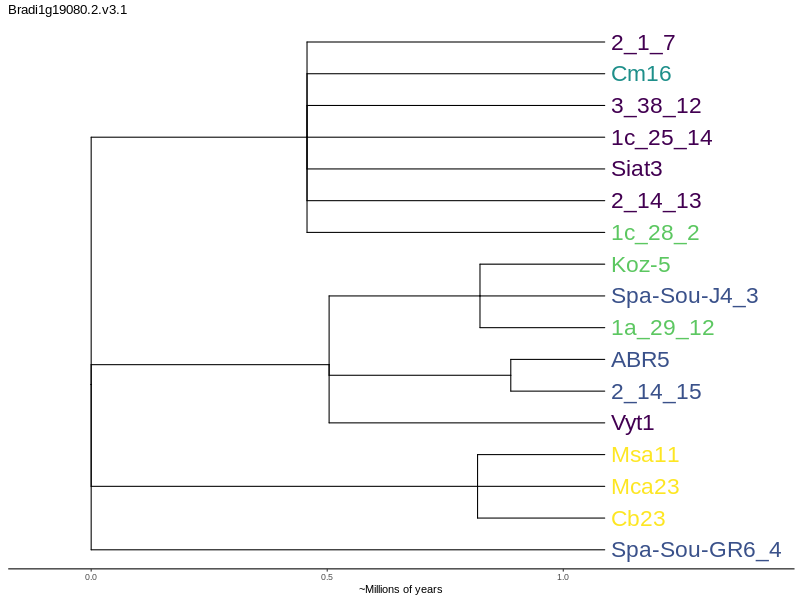 Bradi1g19080.2.v3.1
2_1_7
Cm16
3_38_12
1c_25_14
Siat3
2_14_13
1c_28_2
Koz-5
Spa-Sou-J4_3
1a_29_12
ABR5
2_14_15
Vyt1
Msa11
Mca23
Cb23
Spa-Sou-GR6_4
0.0 0.5 1.0
~Millions of years